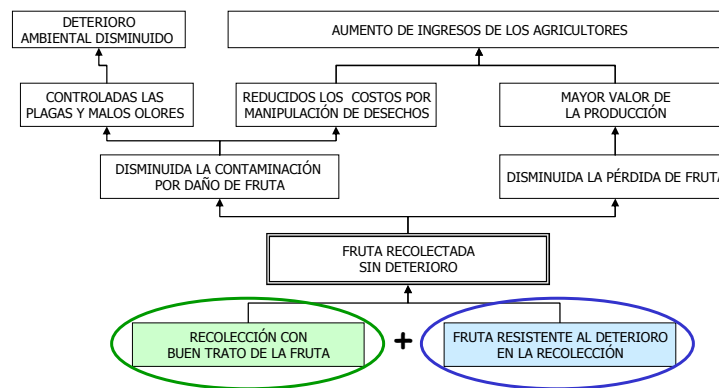 DETERIORO
AMBIENTAL DISMINUIDO
AUMENTO DE INGRESOS DE LOS AGRICULTORES
CONTROLADAS LAS
PLAGAS Y MALOS OLORES
REDUCIDOS LOS COSTOS POR
MANIPULACIÓN DE DESECHOS
MAYOR VALOR DE
LA PRODUCCIÓN
DISMINUIDA LA CONTAMINACIÓN
POR DAÑO DE FRUTA
DISMINUIDA LA PÉRDIDA DE FRUTA
FRUTA RECOLECTADA
SIN DETERIORO
RECOLECCIÓN CON
BUEN TRATO DE LA FRUTA
+
FRUTA RESISTENTE AL DETERIORO
EN LA RECOLECCIÓN